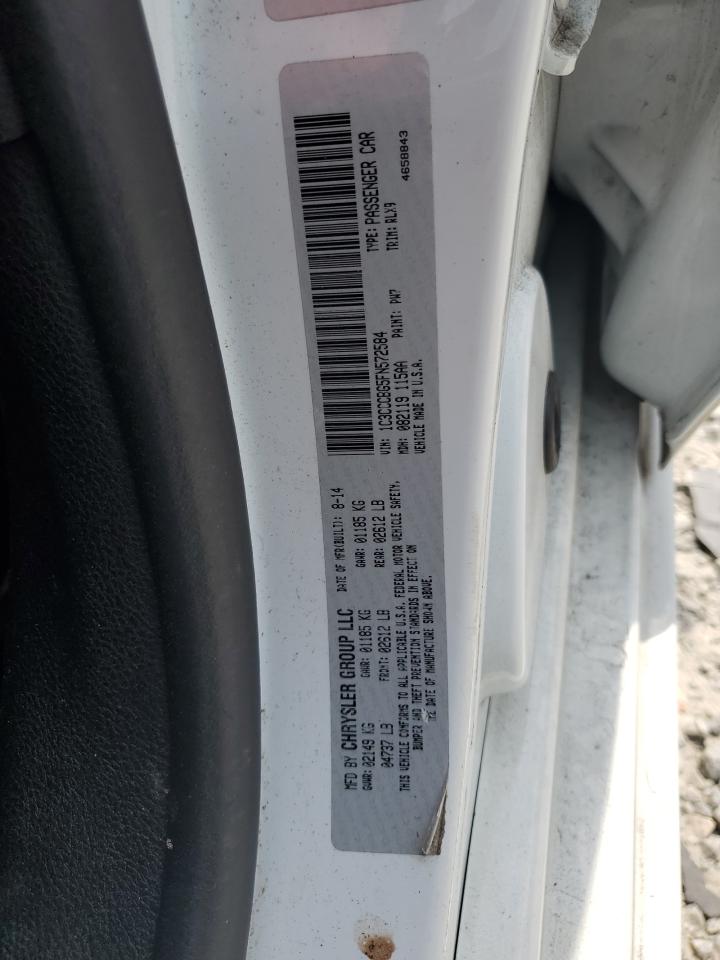 MFD BY CHRYSLER GROUP LLC
DATE OF MFR(BUILT): 8-14
GVWR: 02149 KG
GAWR: 01185 KG
GAWR: 01185 KG
04737 LB
FRONT: 02612 LB
REAR: 02612 LB
THIS VEHICLE CONFORMS TO ALL APPLICABLE U.S.A. FEDERAL MOTOR VEHICLE SAFETY,
BUMPER AND THEFT PREVENTION STANDARDS IN EFFECT ON
THE DATE OF MANUFACTURE SHOWN ABOVE.
VIN: 1C3CCCBG5FN572584
TYPE: PASSENGER CAR
MDH: 082119 115AA
PAINT: PW7
TRIM: RLX9
VEHICLE MADE IN U.S.A.
4658843